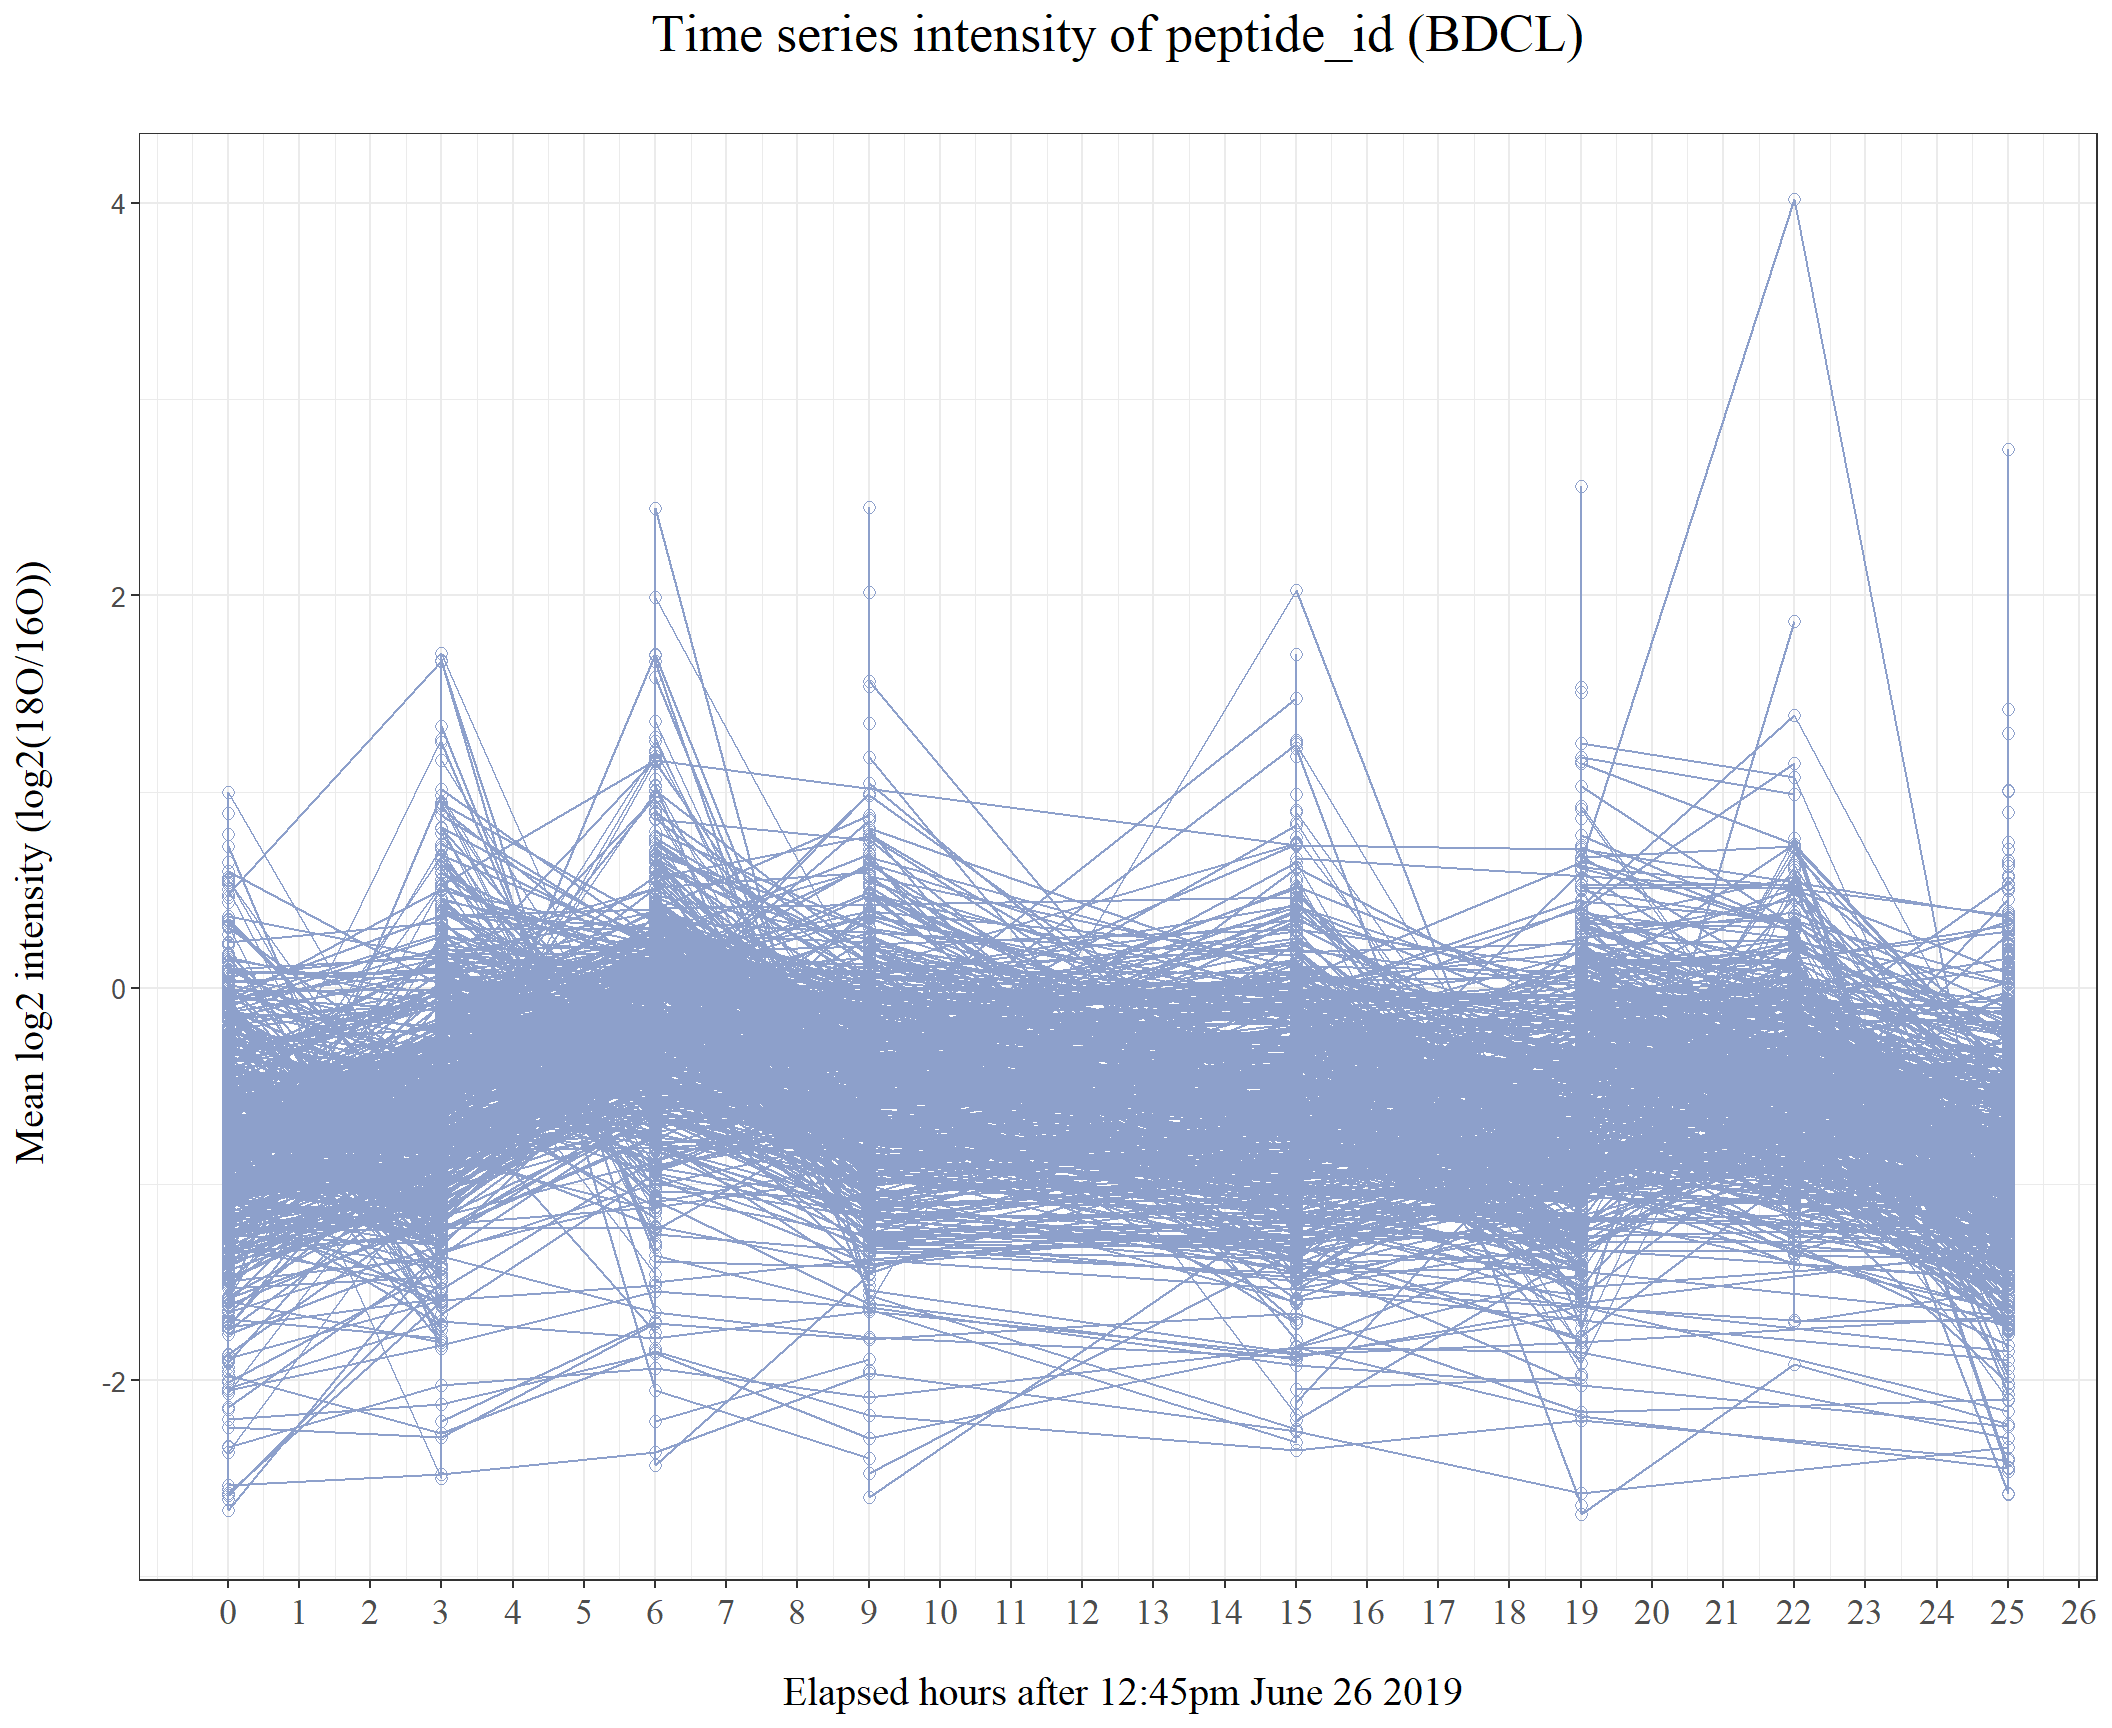 Time series intensity of peptide_id (BDCL)
Mean log2 intensity (log2(18O/16O))
4
2
0
-2
0 1 2 3 4 5 6 7 8 9 10 11 12 13 14 15 16 17 18 19 20 21 22 23 24 25 26
Elapsed hours after 12:45pm June 26 2019